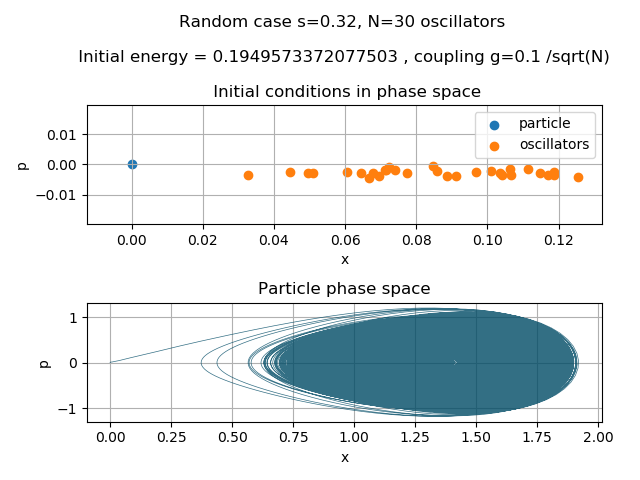 Random case s=0.32, N=30 oscillators
Initial energy = 0.1949573372077503 , coupling g=0.1 /sqrt(N)
Initial conditions in phase space
particle
oscillators
0.01
0.00
−0.01
p
0.00 0.02 0.04 0.06 0.08 0.10 0.12
x
Particle phase space
1
0
−1
p
0.00 0.25 0.50 0.75 1.00 1.25 1.50 1.75 2.00
x